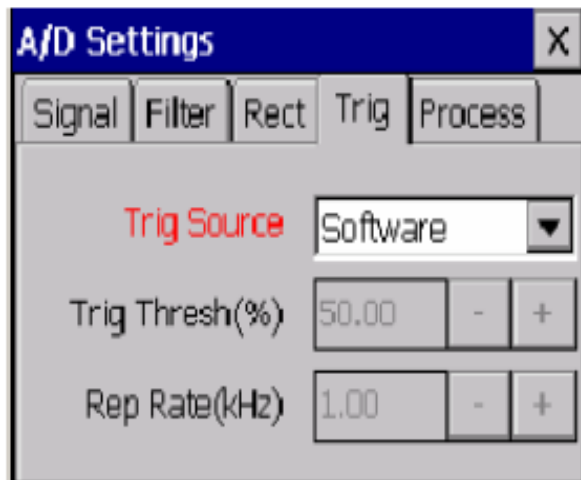 A/D Settings X
Signal Filter Rect Trig Process
Trig Source Software
Trig Thresh(%) 50.00 - +
Rep Rate(kHz) 1.00 - +